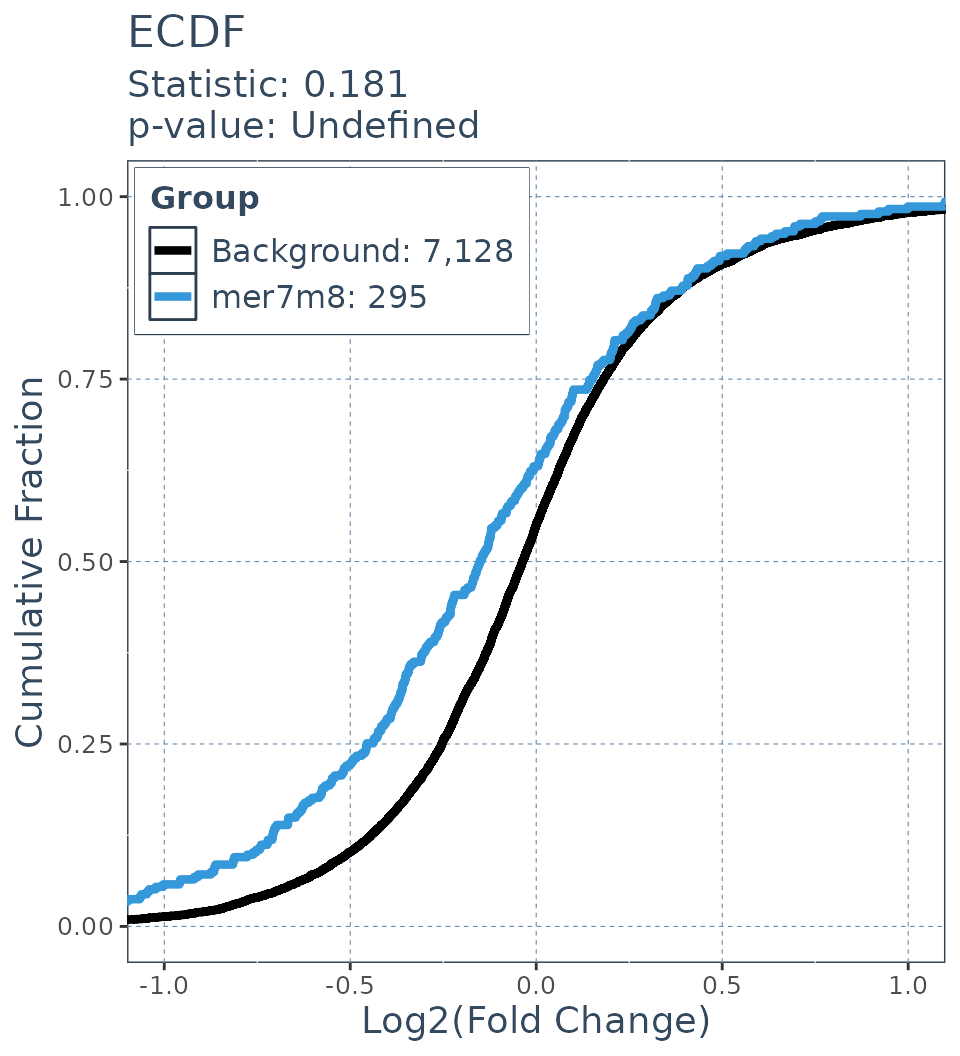 ECDF
Statistic: 0.181
p-value: Undefined
Group
Background: 7,128
mer7m8: 295
1.00
0.75
0.50
0.25
0.00
Cumulative Fraction
-1.0
-0.5
0.0
0.5
1.0
Log2(Fold Change)